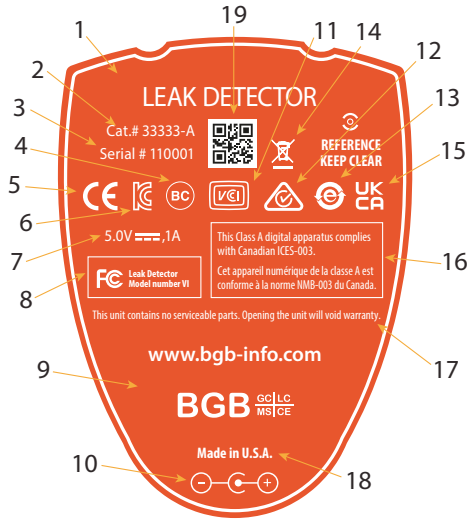 19
11
12
1
14
2
13
3
LEAK DETECTOR
4
Cat.# 33333-A
Serial # 110001
REFERENCE
KEEP CLEAR
15
5
CE
BC
VCI
e
UK
CA
6
7
5.0V ,1A
This Class A digital apparatus complies
with Canadian ICES-003.
Cet appareil numérique de la classe A est
conforme à la norme NMB-003 du Canada.
16
8
FC
Leak Detector
Model number VI
This unit contains no serviceable parts. Opening the unit will void warranty.
17
www.bgb-info.com
9
BGB
GC LC
MS CE
Made in U.S.A.
10
18